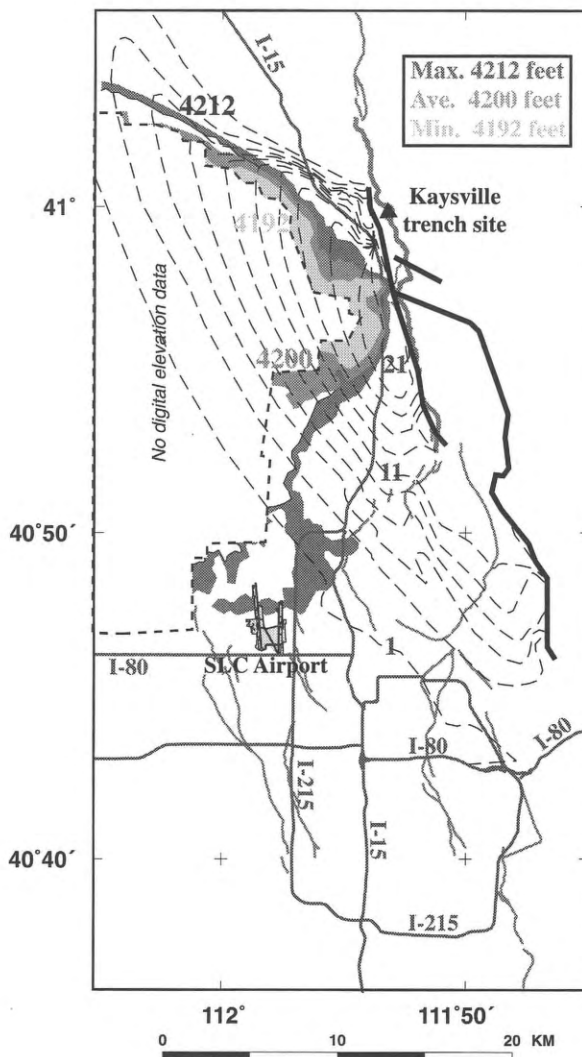 I-15
Max. 4212 feet
Ave. 4200 feet
Min. 4192 feet
4212
41°
Kaysville
trench site
4192
No digital elevation data
4200
21
11
40°50'
1
I-80
SLC Airport
I-80
I-80
I-215
I-15
40°40'
I-215
112°
111°50'
0
10
20 KM